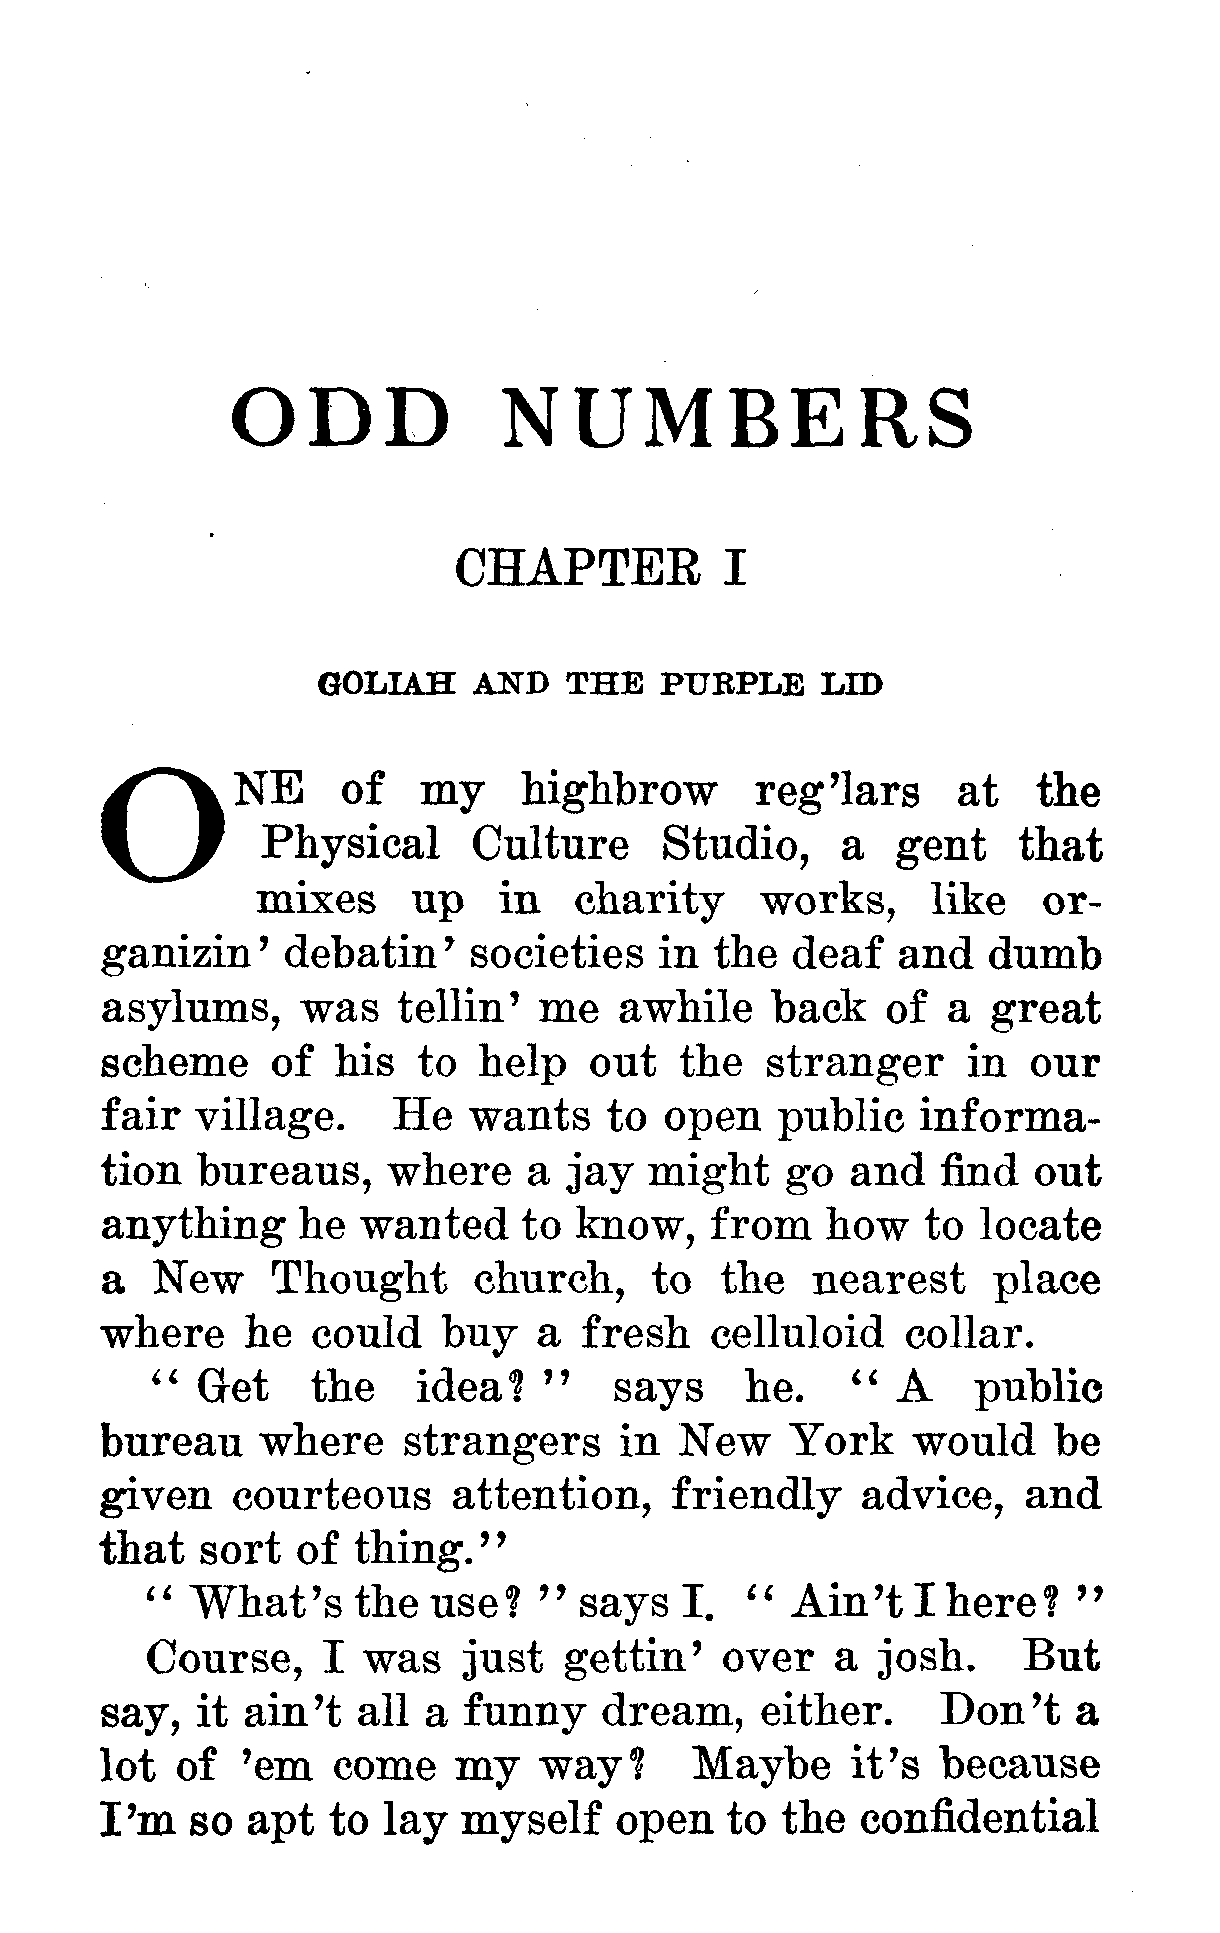 ODD NUMBERS
CHAPTER I
GOLIAH AND THE PURPLE LID
ONE of my highbrow reg'lars at the
Physical Culture Studio, a gent that
mixes up in charity works, like or-
ganizin' debatin' societies in the deaf and dumb
asylums, was tellin' me awhile back of a great
scheme of his to help out the stranger in our
fair village. He wants to open public informa-
tion bureaus, where a jay might go and find out
anything he wanted to know, from how to locate
a New Thought church, to the nearest place
where he could buy a fresh celluloid collar.
"Get the idea?" says he. "A public
bureau where strangers in New York would be
given courteous attention, friendly advice, and
that sort of thing."
"What's the use?" says I. "Ain't I here?"
Course, I was just gettin' over a josh. But
say, it ain't all a funny dream, either. Don't a
lot of 'em come my way? Maybe it's because
I'm so apt to lay myself open to the confidential